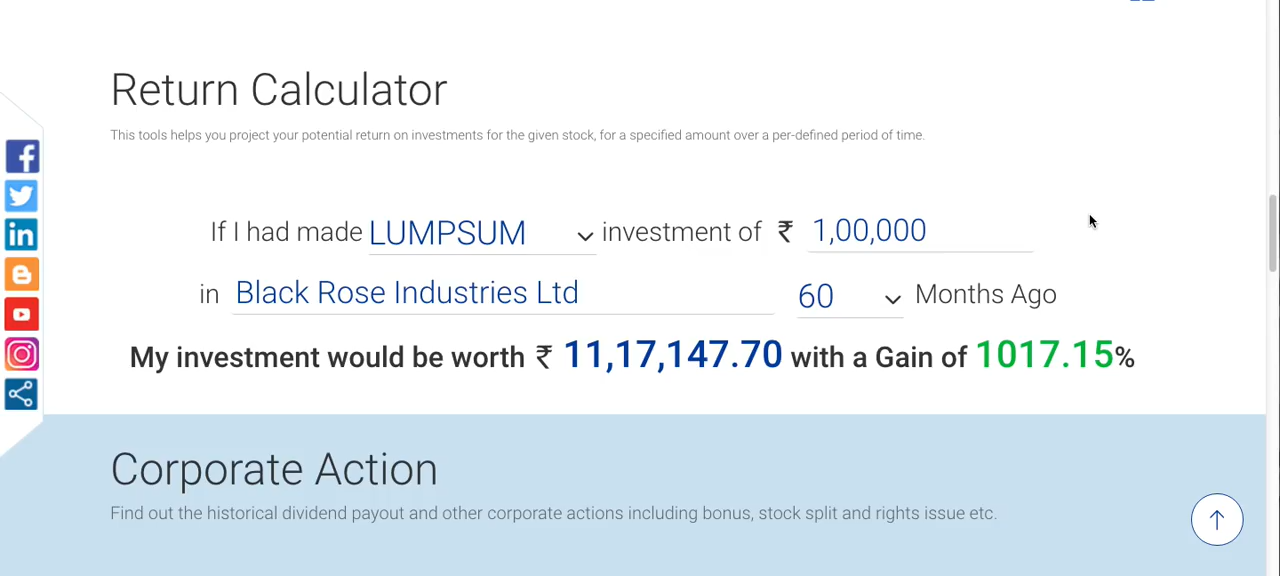 Return Calculator
This tools helps you project your potential return on investments for the given stock, for a specified amount over a per-defined period of time.
If I had made LUMPSUM investment of ₹ 1,00,000
in Black Rose Industries Ltd 60 Months Ago
My investment would be worth ₹ 11,17,147.70 with a Gain of 1017.15%
Corporate Action
Find out the historical dividend payout and other corporate actions including bonus, stock split and rights issue etc.